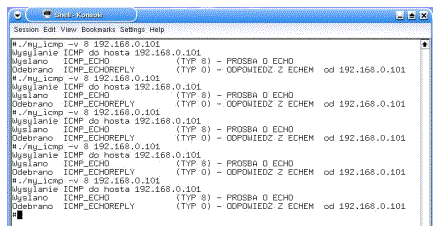 Shell - Konsole
Session Edit View Bookmarks Settings Help
#./my_icmp -v 8 192.168.0.101
Wysylanie ICMP do hosta 192.168.0.101
Wyslano ICMP_ECHO (TYP 8) - PROSBA O ECHO
Odebrano ICMP_ECHOREPLY (TYP 0) - ODPOWIEDZ Z ECHEM od 192.168.0.101
#./my_icmp -v 8 192.168.0.101
Wysylanie ICMP do hosta 192.168.0.101
Wyslano ICMP_ECHO (TYP 8) - PROSBA O ECHO
Odebrano ICMP_ECHOREPLY (TYP 0) - ODPOWIEDZ Z ECHEM od 192.168.0.101
#./my_icmp -v 8 192.168.0.101
Wysylanie ICMP do hosta 192.168.0.101
Wyslano ICMP_ECHO (TYP 8) - PROSBA O ECHO
Odebrano ICMP_ECHOREPLY (TYP 0) - ODPOWIEDZ Z ECHEM od 192.168.0.101
#./my_icmp -v 8 192.168.0.101
Wysylanie ICMP do hosta 192.168.0.101
Wyslano ICMP_ECHO (TYP 8) - PROSBA O ECHO
Odebrano ICMP_ECHOREPLY (TYP 0) - ODPOWIEDZ Z ECHEM od 192.168.0.101
#./my_icmp -v 8 192.168.0.101
Wysylanie ICMP do hosta 192.168.0.101
Wyslano ICMP_ECHO (TYP 8) - PROSBA O ECHO
Odebrano ICMP_ECHOREPLY (TYP 0) - ODPOWIEDZ Z ECHEM od 192.168.0.101
#